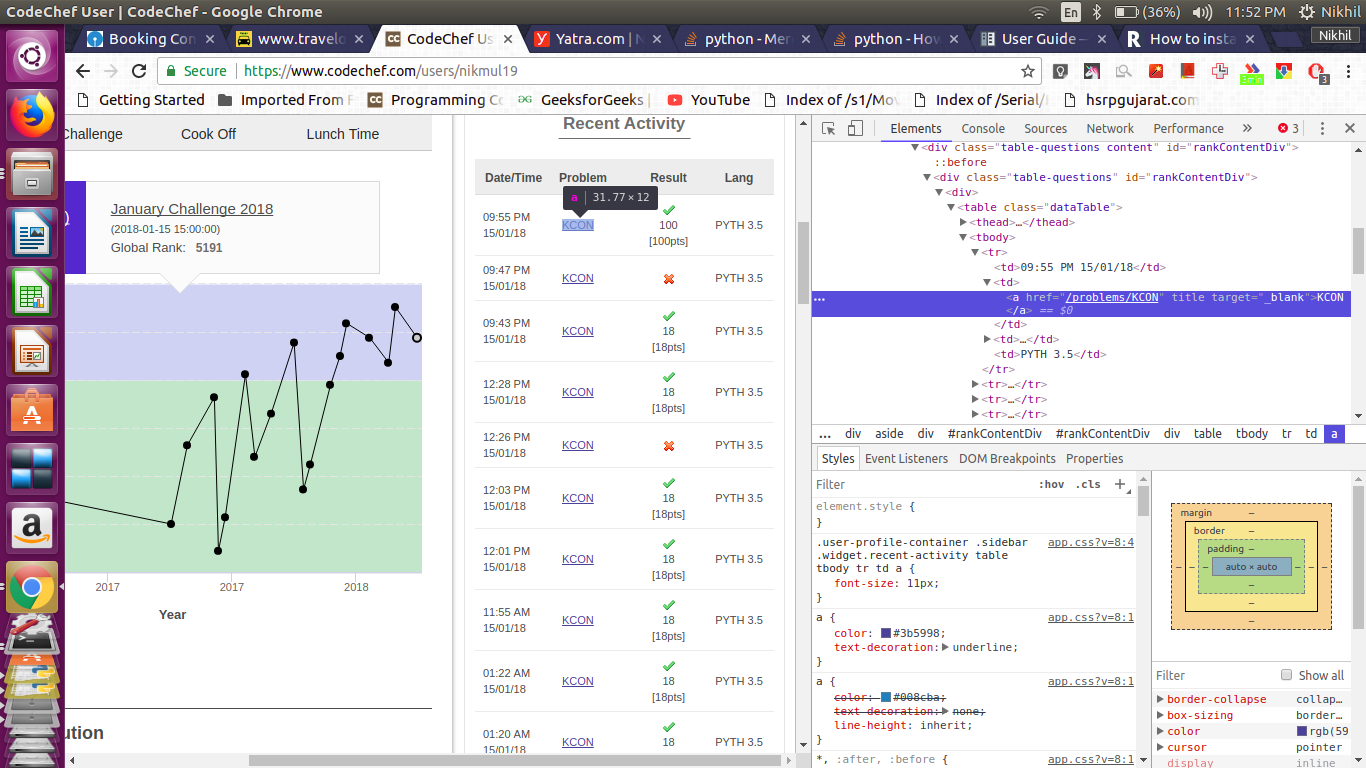 CodeChef User | CodeChef - Google Chrome
En (36%) 11:52 PM Nikhil
Booking Con
www.travelo
CodeChef Us
Yatra.com | N
python - Mer
python - How
User Guide –
How to insta
Nikhil
Secure https://www.codechef.com/users/nikmul19
3min 3
Getting Started
Imported From F
Programming Co
GeeksforGeeks |
YouTube
Index of /s1/Mov
Index of /Serial/
hsrpgujarat.com
Challenge Cook Off Lunch Time
January Challenge 2018
(2018-01-15 15:00:00)
Global Rank: 5191
2017 2017 2018
Year
ution
Recent Activity
Date/Time Problem Result Lang
a 31.77 × 12
09:55 PM
15/01/18 KCON 100 PYTH 3.5
[100pts]
09:47 PM
15/01/18 KCON PYTH 3.5
09:43 PM
15/01/18 KCON 18 PYTH 3.5
[18pts]
12:28 PM
15/01/18 KCON 18 PYTH 3.5
[18pts]
12:26 PM
15/01/18 KCON PYTH 3.5
12:03 PM
15/01/18 KCON 18 PYTH 3.5
[18pts]
12:01 PM
15/01/18 KCON 18 PYTH 3.5
[18pts]
11:55 AM
15/01/18 KCON 18 PYTH 3.5
[18pts]
01:22 AM
15/01/18 KCON 18 PYTH 3.5
[18pts]
01:20 AM
15/01/18 KCON 18 PYTH 3.5
Elements Console Sources Network Performance » 3
<div class="table-questions content" id="rankContentDiv">
::before
<div class="table-questions" id="rankContentDiv">
<div>
<table class="dataTable">
<thead>…</thead>
<tbody>
<tr>
<td>09:55 PM 15/01/18</td>
<td>
… <a href="/problems/KCON" title target="_blank">KCON
</a> == $0
</td>
<td>…</td>
<td>PYTH 3.5</td>
</tr>
<tr>…</tr>
<tr>…</tr>
<tr>…</tr>
… div aside div #rankContentDiv #rankContentDiv div table tbody tr td a
Styles Event Listeners DOM Breakpoints Properties
Filter :hov .cls +
element.style {
}
.user-profile-container .sidebar app.css?v=8:4
.widget.recent-activity table
tbody tr td a {
font-size: 11px;
}
a { app.css?v=8:1
color: #3b5998;
text-decoration: underline;
}
a { app.css?v=8:1
color: #008cba;
text-decoration: none;
line-height: inherit;
}
*, :after, :before { app.css?v=8:1
margin –
border –
padding –
– – – auto × auto – – –
–
–
–
Filter Show all
border-collapse collap…
box-sizing border…
color rgb(59
cursor pointer
display inline